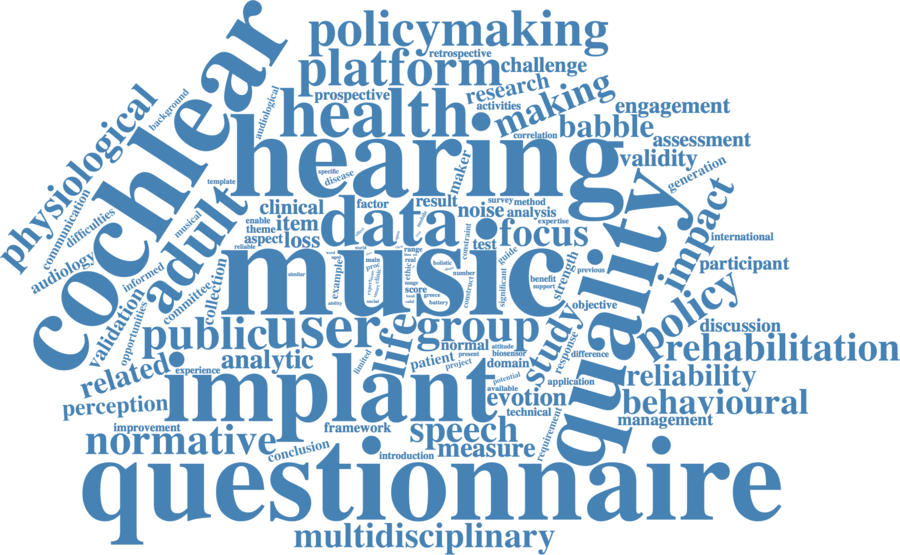 policymaking
retrospective
platform
challenge
prospective
research
activities
making
health
engagement
correlation
babble
audiological
background
physiological
cochlear
hearing
assessment
validity
generation
specific
disease
maker
template
communication
difficulties
musical
adult
clinical
factor
result
survey
method
noise
analysis
expertise
enable
item
data
theme
aspect
loss
reliable
constraint
test
focus
guide
quality
impact
international
audiology
informed
committee
collection
music
similar
example
main
range
real
holistic
number
construct
score
greece
battery
social
ability
significant
benefit
support
strength
previous
participant
objective
policy
validation
opportunities
public
user
life
group
study
response
discussion
analytic
limited
normal
attitude
biosensor
difference
rehabilitation
patient
present
project
domain
related
experience
implant
potential
available
application
reliability
perception
evotion
technical
behavioural
management
improvement
framework
speech
requirement
normative
conclusion
introduction
measure
questionnaire
multidisciplinary